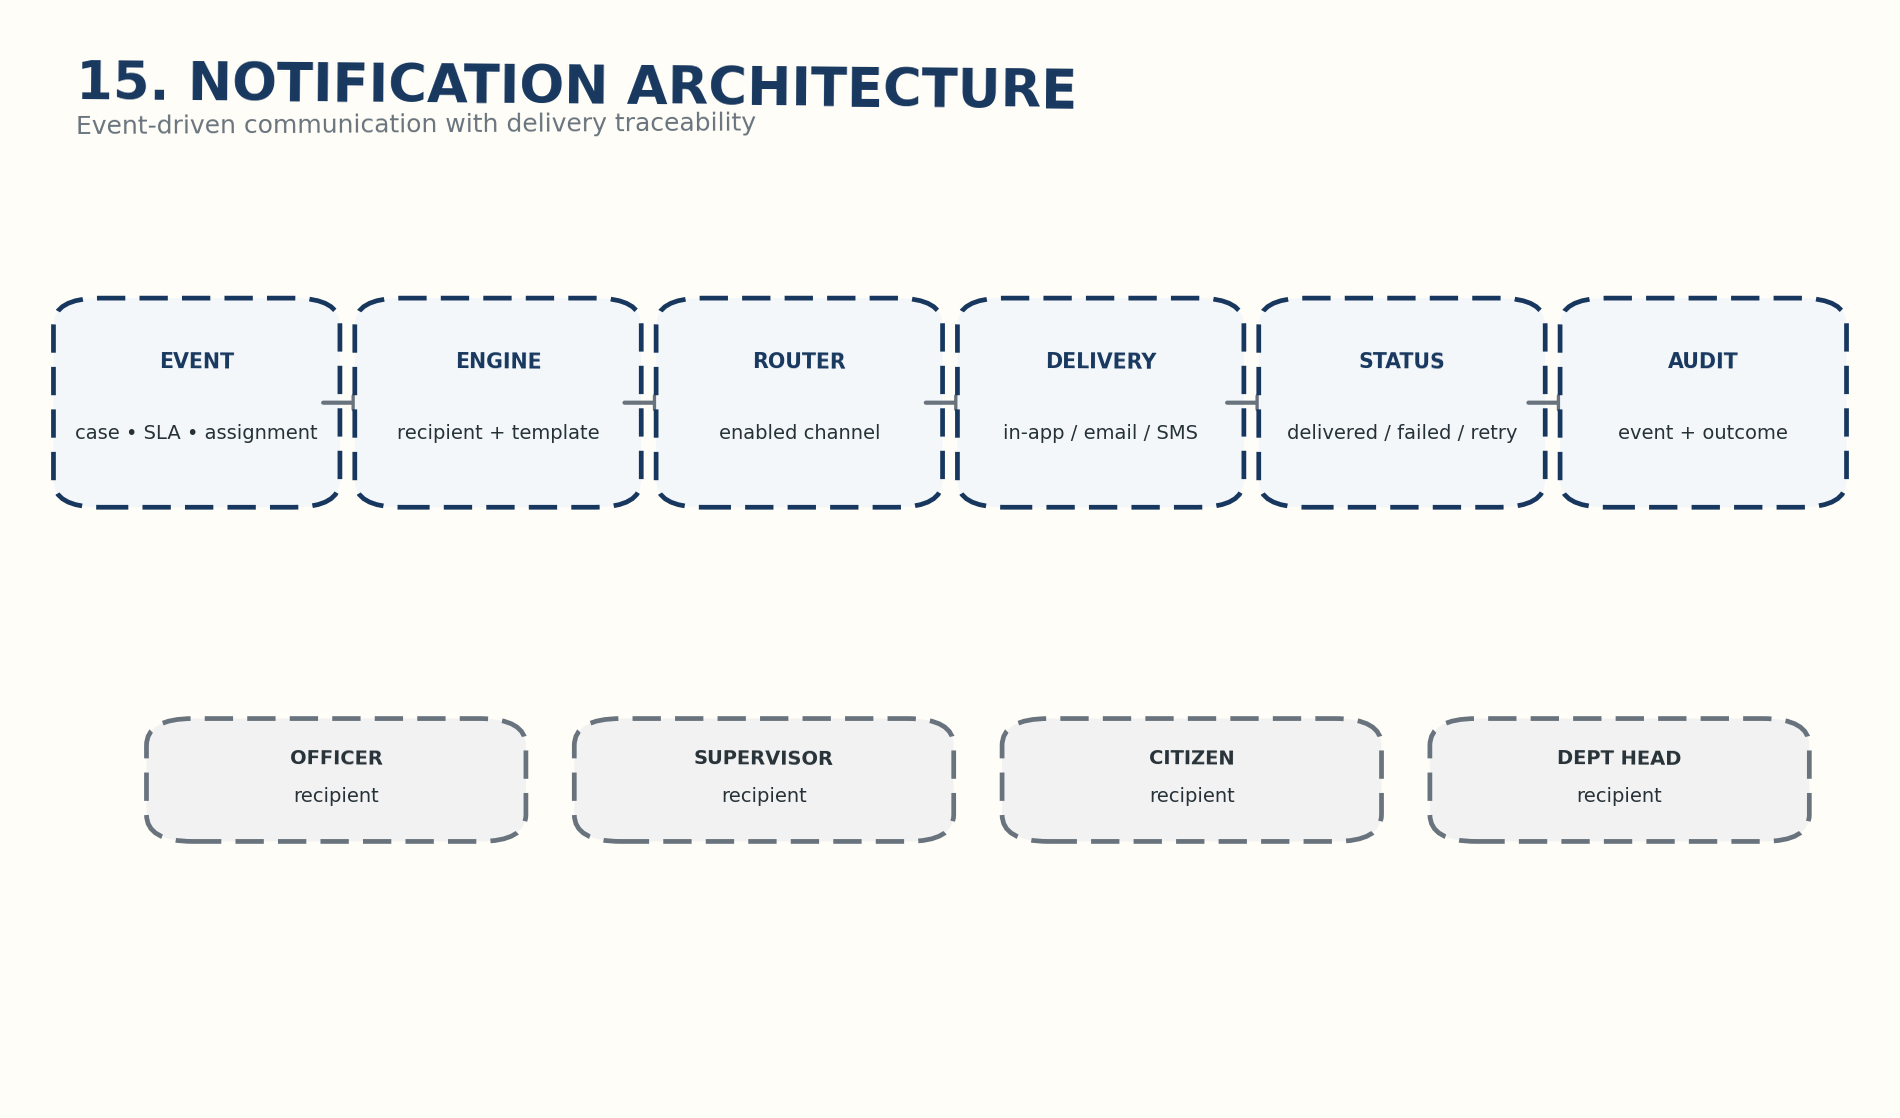 15. NOTIFICATION ARCHITECTURE
Event-driven communication with delivery traceability
EVENT
case • SLA • assignment
ENGINE
recipient + template
ROUTER
enabled channel
DELIVERY
in-app / email / SMS
STATUS
delivered / failed / retry
AUDIT
event + outcome
OFFICER
recipient
SUPERVISOR
recipient
CITIZEN
recipient
DEPT HEAD
recipient